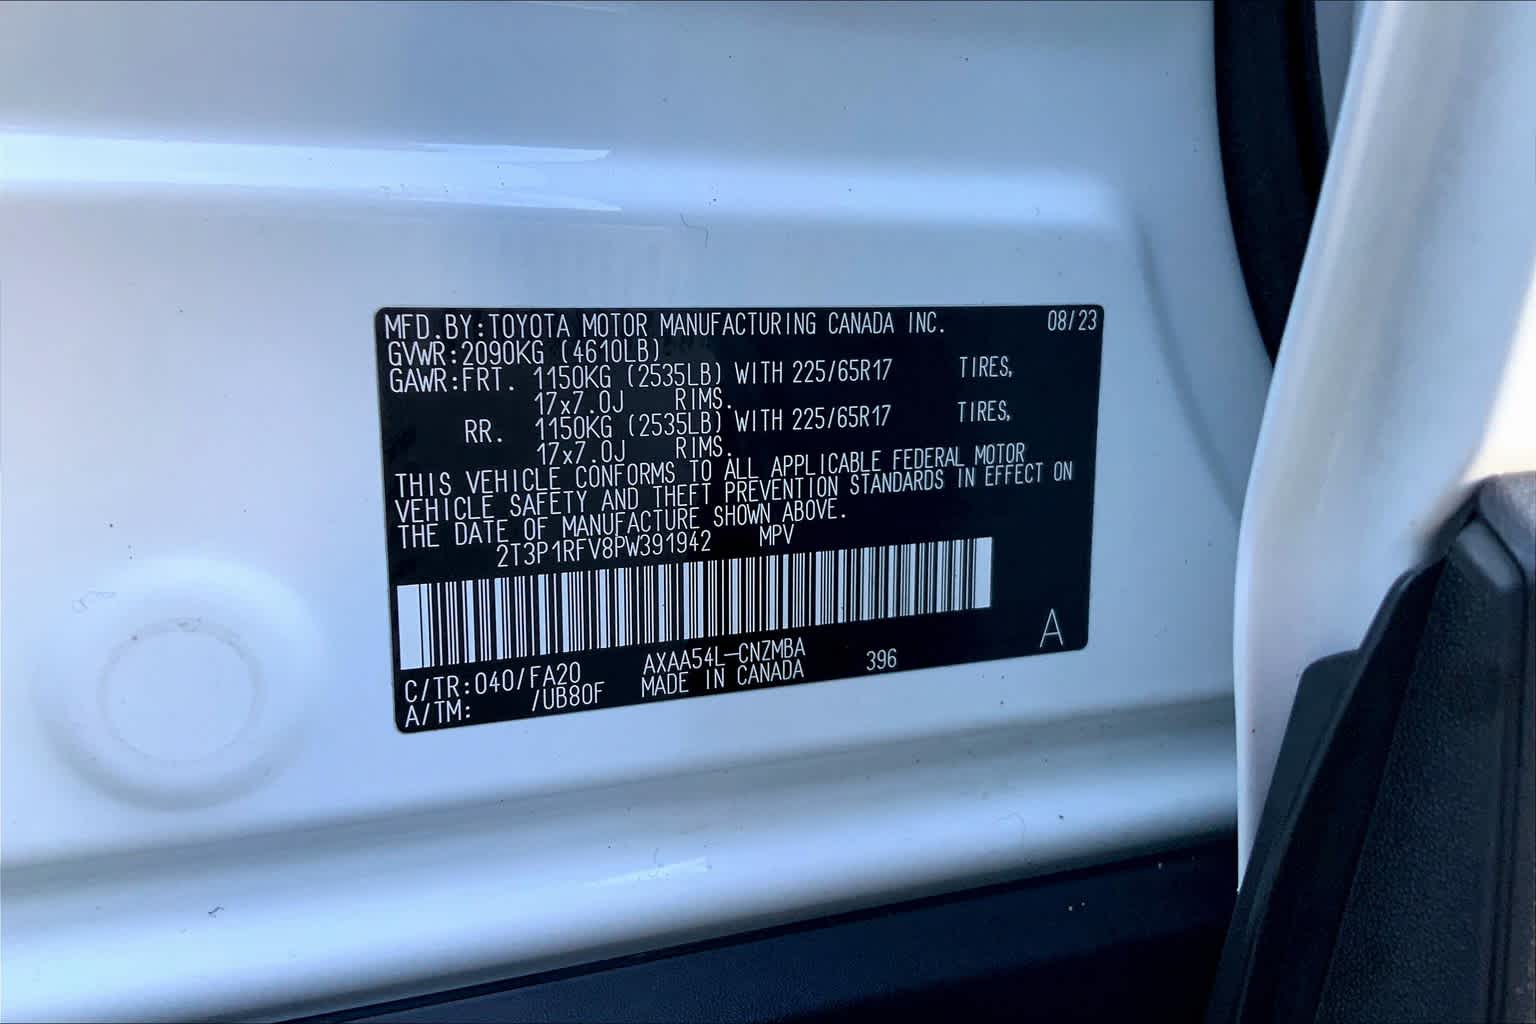 MFD.BY:TOYOTA MOTOR MANUFACTURING CANADA INC. 08/23
GVWR:2090KG (4610LB)
GAWR:FRT. 1150KG (2535LB) WITH 225/65R17 TIRES,
17x7.0J RIMS.
RR. 1150KG (2535LB) WITH 225/65R17 TIRES,
17x7.0J RIMS.
THIS VEHICLE CONFORMS TO ALL APPLICABLE FEDERAL MOTOR
VEHICLE SAFETY AND THEFT PREVENTION STANDARDS IN EFFECT ON
THE DATE OF MANUFACTURE SHOWN ABOVE.
2T3P1RFV8PW391942 MPV
A
C/TR:040/FA20 AXAA54L-CNZMBA 396
A/TM: /UB80F MADE IN CANADA